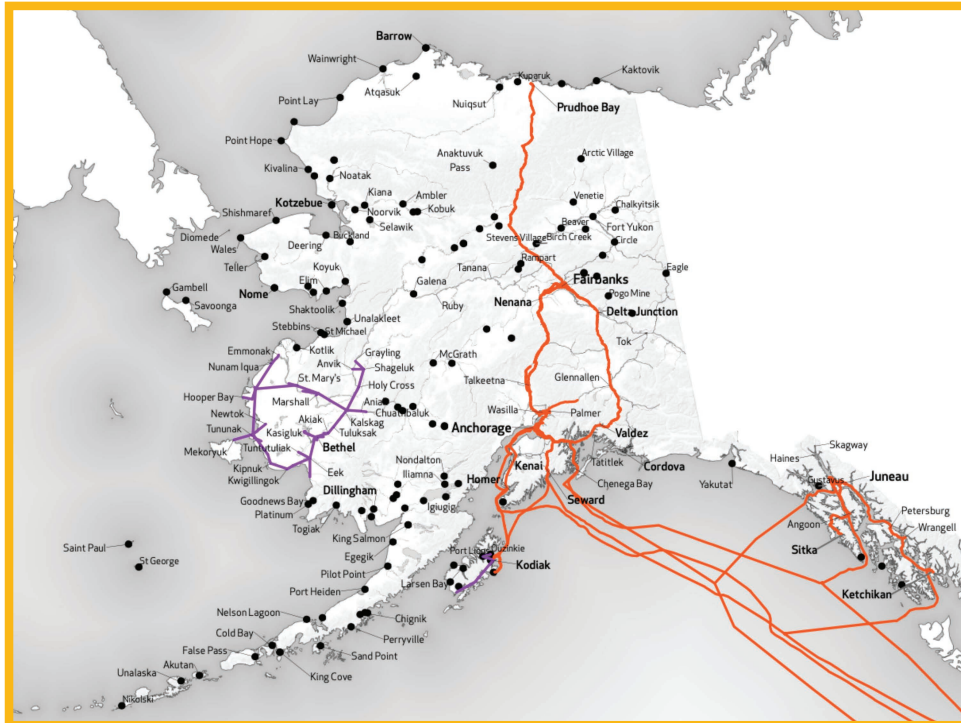 Barrow
Wainwright
Kaktovik
Kuparuk
Atqasuk
Nuiqsut
Point Lay
Prudhoe Bay
Point Hope
Anaktuvuk
Pass
Arctic Village
Kivalina
Noatak
Kiana
Ambler
Venetie
Chalkyitsik
Kotzebue
Noorvik
Kobuk
Beaver
Shishmaref
Selawik
Fort Yukon
Diomede
Buckland
Stevens Village
Birch Creek
Circle
Wales
Deering
Rampart
Teller
Koyuk
Tanana
Eagle
Elim
Galena
Fairbanks
Gambell
Nome
Pogo Mine
Savoonga
Shaktoolik
Ruby
Nenana
Delta Junction
Unalakleet
Stebbins
St Michael
Tok
Emmonak
Kotlik
Grayling
McGrath
Nunam Iqua
Anvik
Shageluk
St. Mary's
Talkeetna
Glennallen
Holy Cross
Hooper Bay
Marshall
Ania
Wasilla
Palmer
Newtok
Akiak
Chuathbaluk
Kalskag
Anchorage
Tununak
Kasigluk
Tuluksak
Valdez
Skagway
Mekoryuk
Tuntutuliak
Bethel
Haines
Kipnuk
Eek
Nondalton
Kenai
Tatitlek
Cordova
Juneau
Kwigillingok
Iliamna
Homer
Chenega Bay
Yakutat
Gustavus
Goodnews Bay
Dillingham
Igiugig
Seward
Petersburg
Platinum
Angoon
Wrangell
Togiak
King Salmon
Sitka
Saint Paul
Egegik
Port Lions
Ouzinkie
St George
Kodiak
Pilot Point
Larsen Bay
Ketchikan
Port Heiden
Nelson Lagoon
Chignik
Cold Bay
Perryville
False Pass
Sand Point
Akutan
Unalaska
King Cove
Nikolski